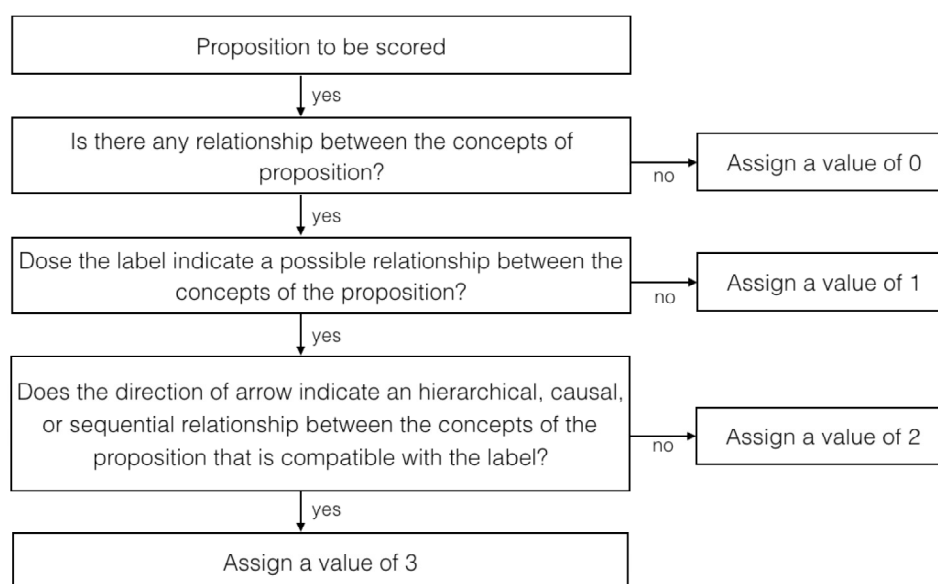 Proposition to be scored
yes
Is there any relationship between the concepts of
proposition?
no
Assign a value of 0
yes
Dose the label indicate a possible relationship between the
concepts of the proposition?
no
Assign a value of 1
yes
Does the direction of arrow indicate an hierarchical, causal,
or sequential relationship between the concepts of the
proposition that is compatible with the label?
no
Assign a value of 2
yes
Assign a value of 3